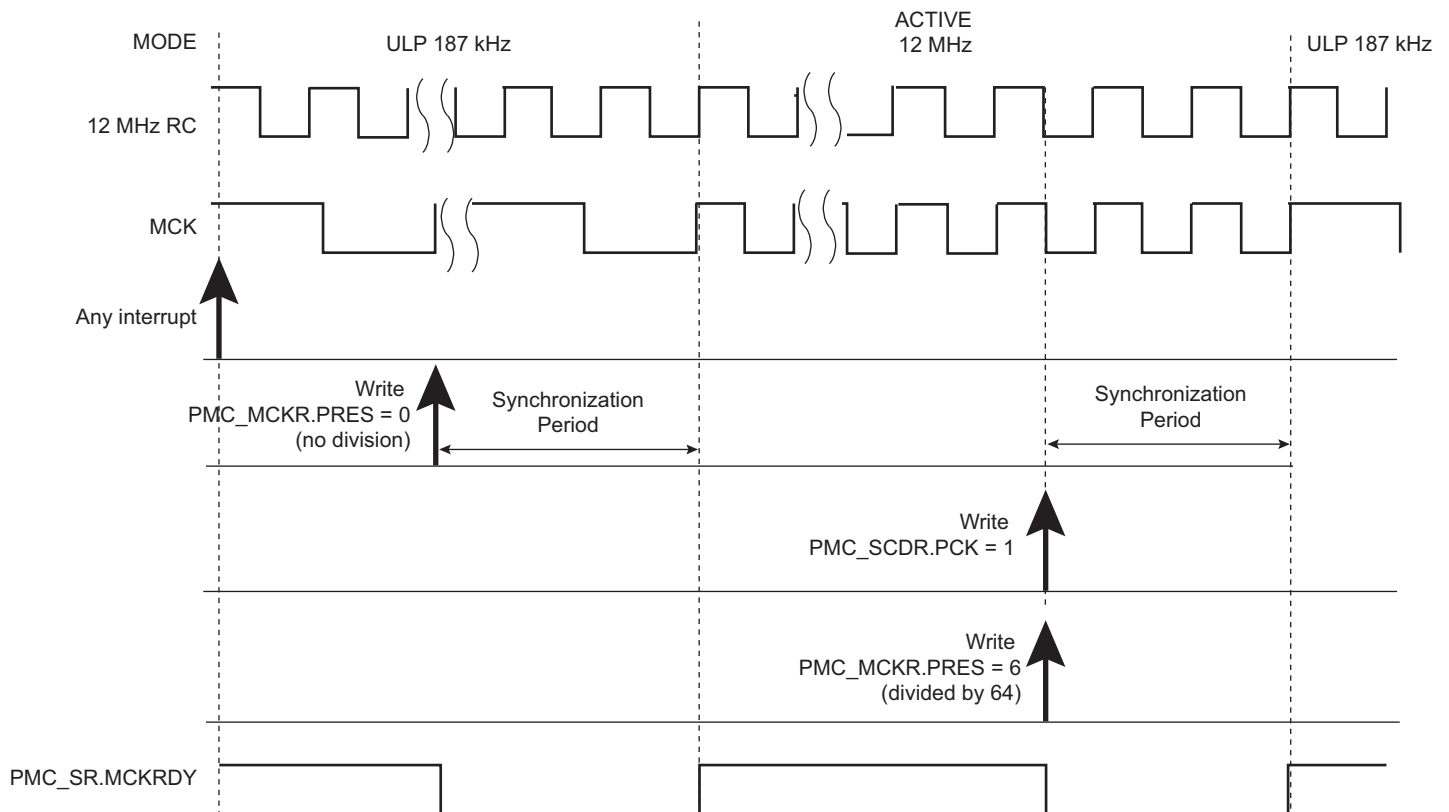 MODE
ULP 187 kHz
ACTIVE
12 MHz
ULP 187 kHz
12 MHz RC
MCK
Any interrupt
Write
PMC_MCKR.PRES = 0
(no division)
Synchronization
Period
Synchronization
Period
Write
PMC_SCDR.PCK = 1
Write
PMC_MCKR.PRES = 6
(divided by 64)
PMC_SR.MCKRDY